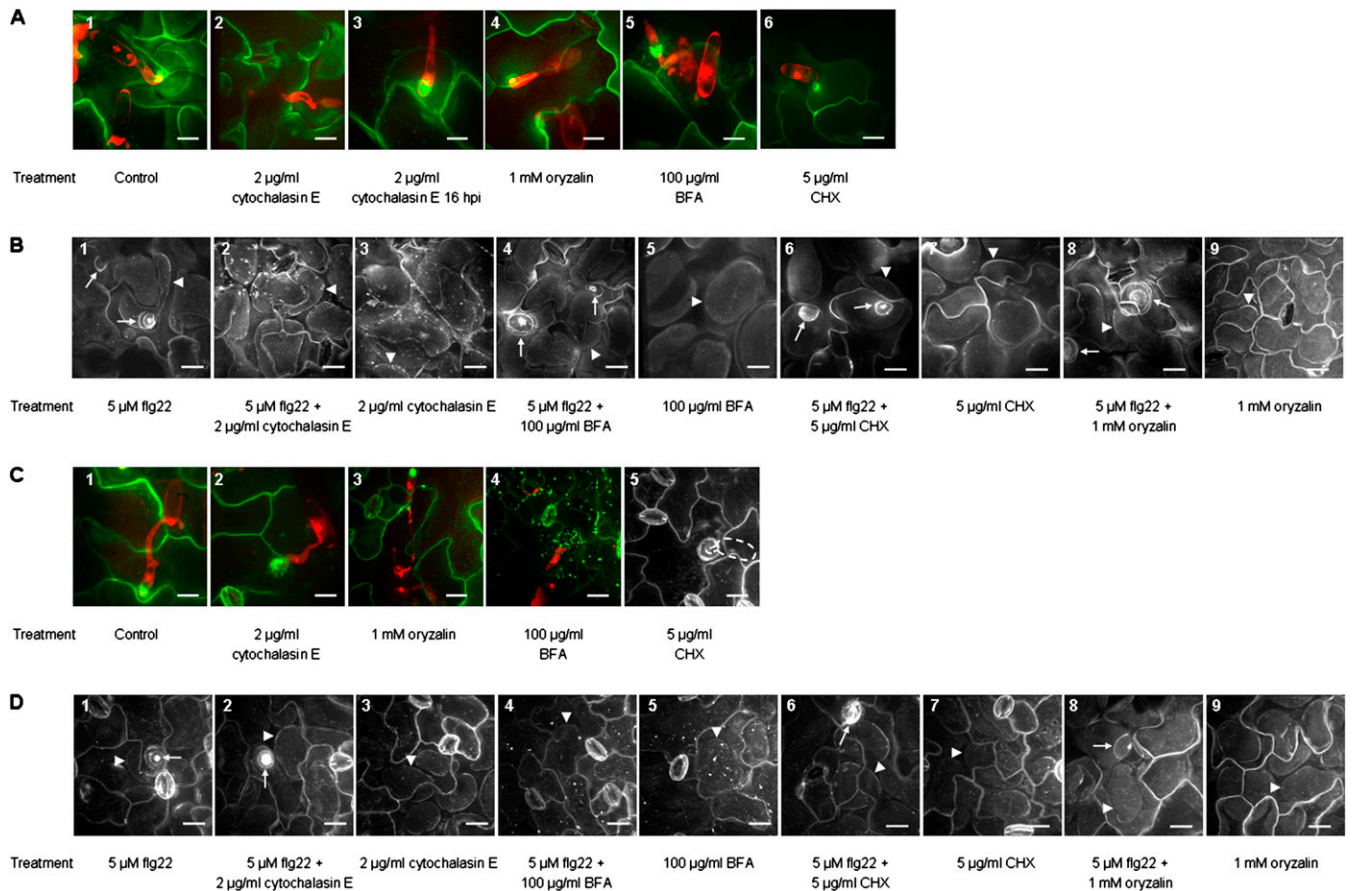 A
1 2 3 4 5 6
Treatment Control 2 µg/ml cytochalasin E 2 µg/ml cytochalasin E 16 hpi 1 mM oryzalin 100 µg/ml BFA 5 µg/ml CHX
B
1 2 3 4 5 6 7 8 9
Treatment 5 µM flg22 5 µM flg22 + 2 µg/ml cytochalasin E 2 µg/ml cytochalasin E 5 µM flg22 + 100 µg/ml BFA 100 µg/ml BFA 5 µM flg22 + 5 µg/ml CHX 5 µg/ml CHX 5 µM flg22 + 1 mM oryzalin 1 mM oryzalin
C
1 2 3 4 5
Treatment Control 2 µg/ml cytochalasin E 1 mM oryzalin 100 µg/ml BFA 5 µg/ml CHX
D
1 2 3 4 5 6 7 8 9
Treatment 5 µM flg22 5 µM flg22 + 2 µg/ml cytochalasin E 2 µg/ml cytochalasin E 5 µM flg22 + 100 µg/ml BFA 100 µg/ml BFA 5 µM flg22 + 5 µg/ml CHX 5 µg/ml CHX 5 µM flg22 + 1 mM oryzalin 1 mM oryzalin